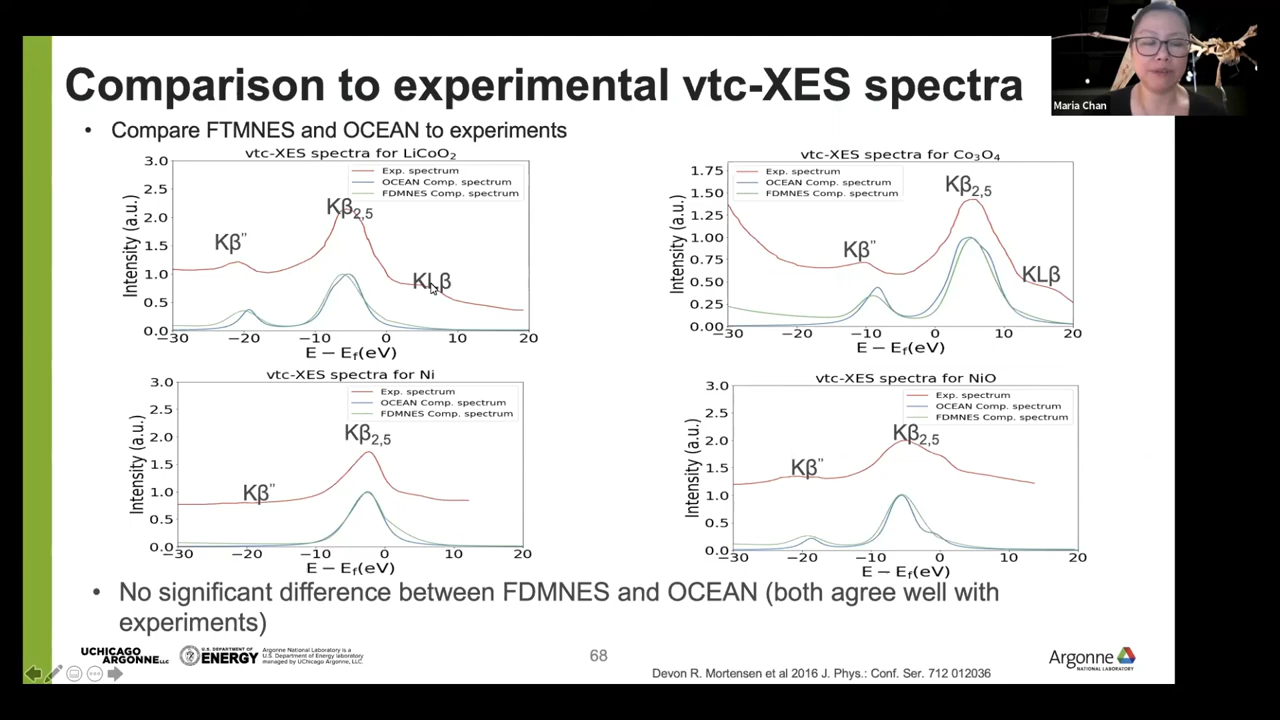 Comparison to experimental vtc-XES spectra
Maria Chan
• Compare FTMNES and OCEAN to experiments
vtc-XES spectra for LiCoO₂
Exp. spectrum
OCEAN Comp. spectrum
FDMNES Comp. spectrum
Kβ"
Kβ2,5
KLβ
Intensity (a.u.)
3.0
2.5
2.0
1.5
1.0
0.5
0.0
−30 −20 −10 0 10 20
E − Ef(eV)
vtc-XES spectra for Co₃O₄
Exp. spectrum
OCEAN Comp. spectrum
FDMNES Comp. spectrum
Kβ"
Kβ2,5
KLβ
Intensity (a.u.)
1.75
1.50
1.25
1.00
0.75
0.50
0.25
0.00
−30 −20 −10 0 10 20
E − Ef(eV)
vtc-XES spectra for Ni
Exp. spectrum
OCEAN Comp. spectrum
FDMNES Comp. spectrum
Kβ"
Kβ2,5
Intensity (a.u.)
3.0
2.5
2.0
1.5
1.0
0.5
0.0
−30 −20 −10 0 10 20
E − Ef(eV)
vtc-XES spectra for NiO
Exp. spectrum
OCEAN Comp. spectrum
FDMNES Comp. spectrum
Kβ"
Kβ2,5
Intensity (a.u.)
3.0
2.5
2.0
1.5
1.0
0.5
0.0
−30 −20 −10 0 10 20
E − Ef(eV)
• No significant difference between FDMNES and OCEAN (both agree well with
experiments)
UCHICAGO
ARGONNE LLC
U.S. DEPARTMENT OF
ENERGY
Argonne National Laboratory is a
U.S. Department of Energy laboratory
managed by UChicago Argonne, LLC.
68
Argonne
NATIONAL LABORATORY
Devon R. Mortensen et al 2016 J. Phys.: Conf. Ser. 712 012036